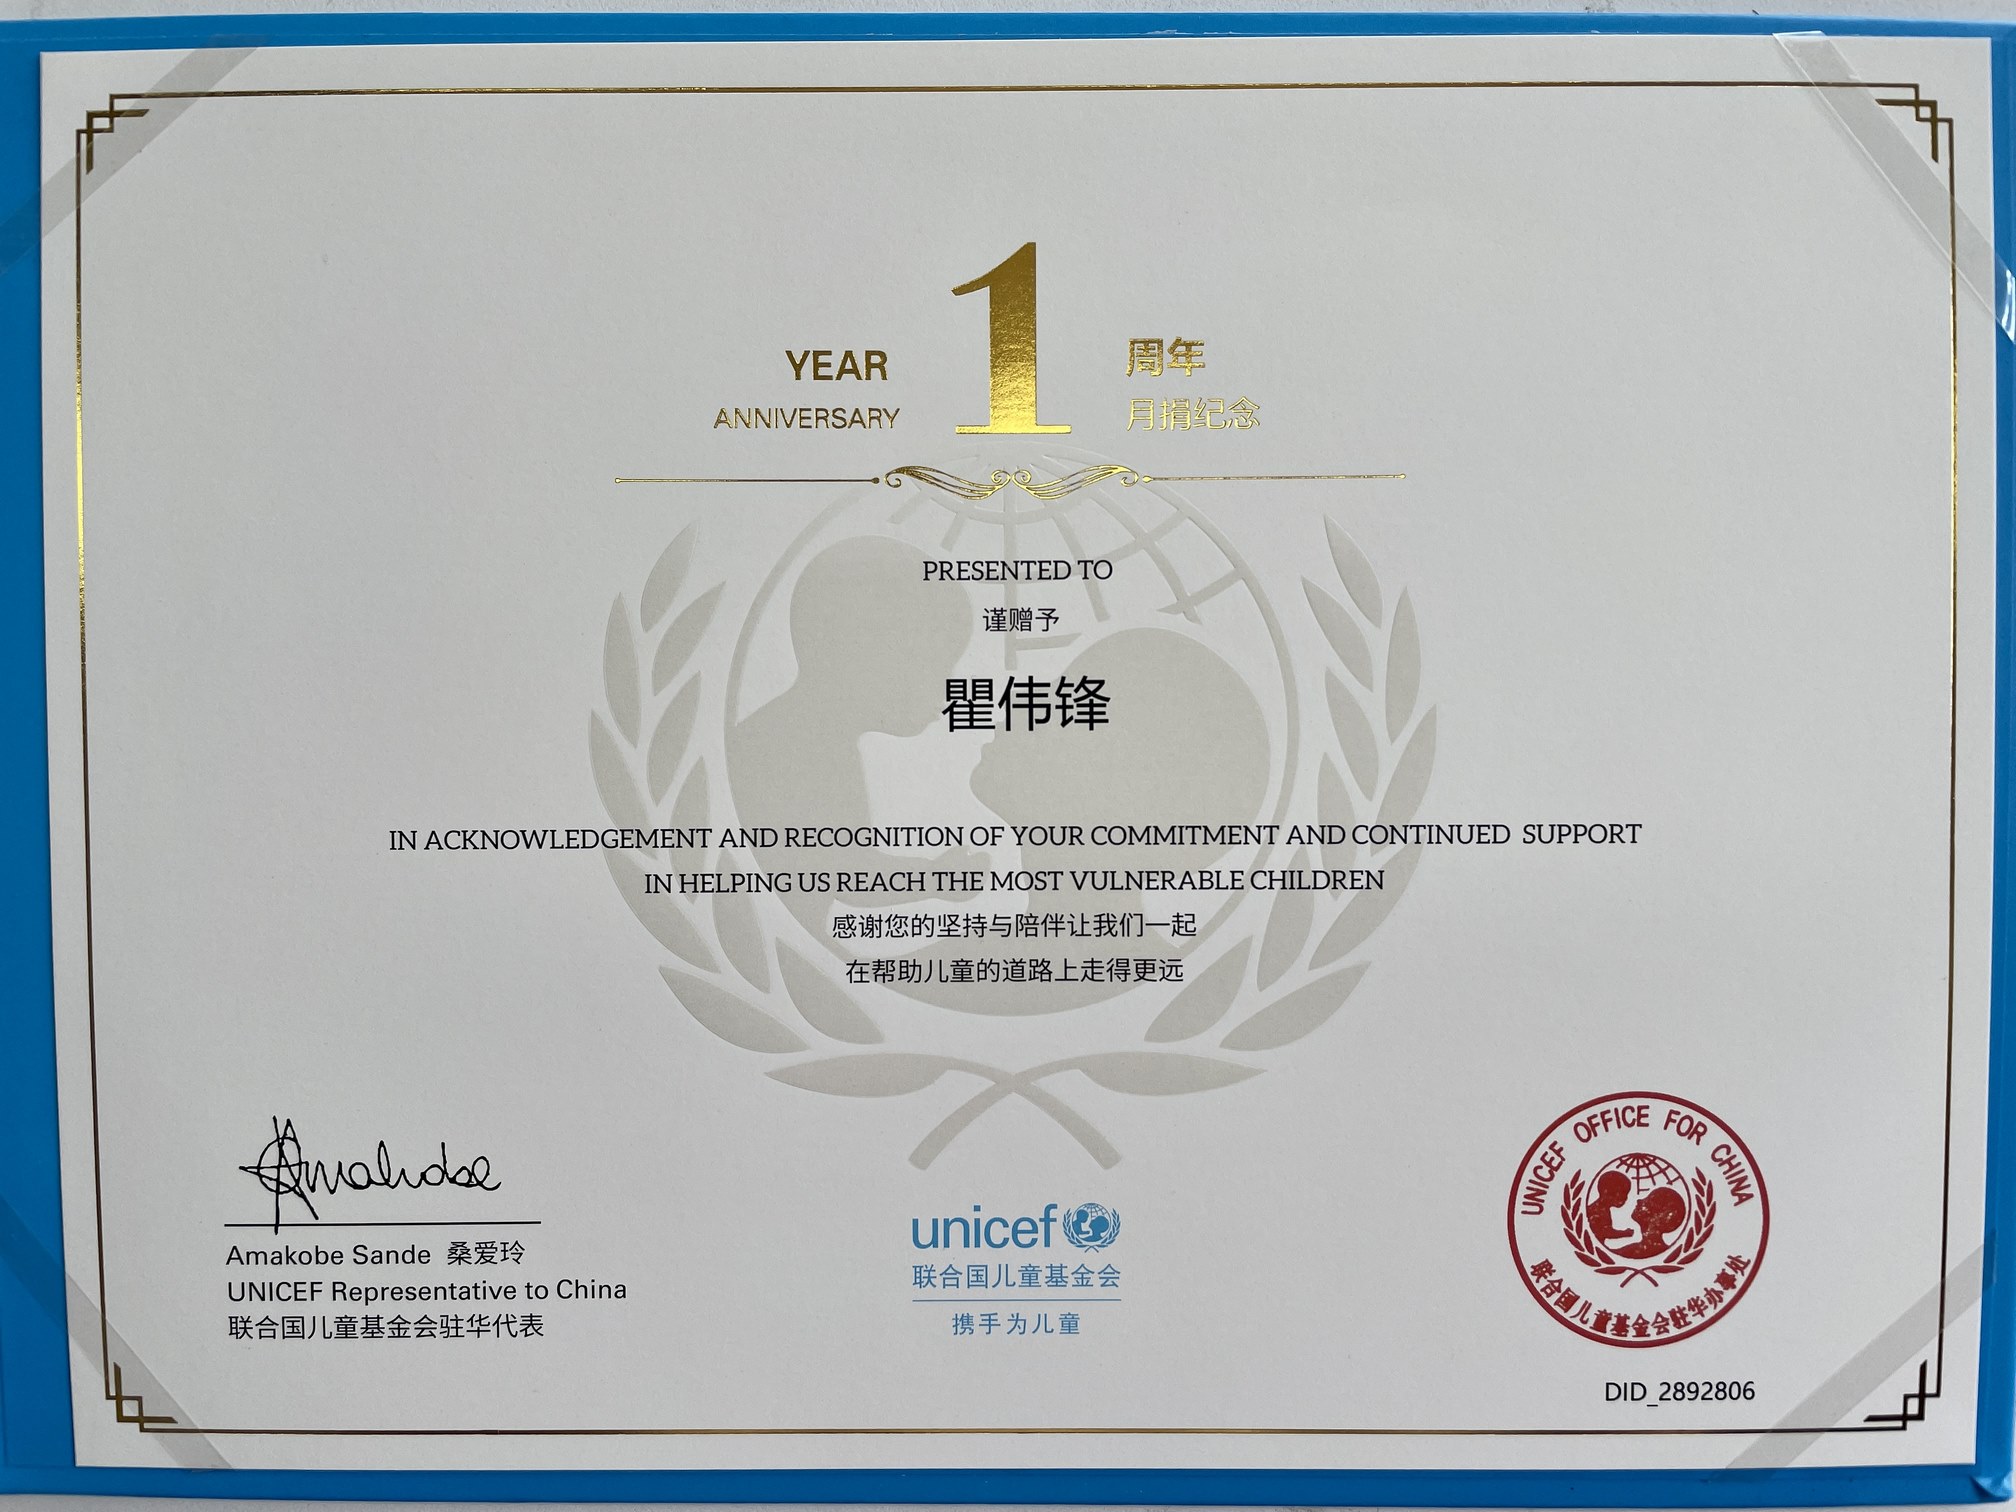 YEAR 1 周年
ANNIVERSARY 月捐纪念
PRESENTED TO
谨赠予
瞿伟锋
IN ACKNOWLEDGEMENT AND RECOGNITION OF YOUR COMMITMENT AND CONTINUED SUPPORT
IN HELPING US REACH THE MOST VULNERABLE CHILDREN
感谢您的坚持与陪伴让我们一起
在帮助儿童的道路上走得更远
Amakobe
Amakobe Sande 桑爱玲
UNICEF Representative to China
联合国儿童基金会驻华代表
unicef
联合国儿童基金会
携手为儿童
UNICEF OFFICE FOR CHINA
联合国儿童基金会驻华办事处
DID_2892806